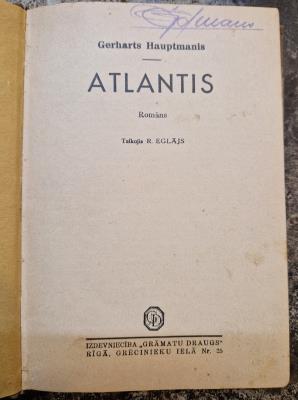 Gerharts Hauptmanis
ATLANTIS
Romāns
Tulkojis R. EGLĀJS
IZDEVNIECĪBA „GRĀMATU DRAUGS"
RĪGĀ, GRĒCINIEKU IELĀ Nr. 25